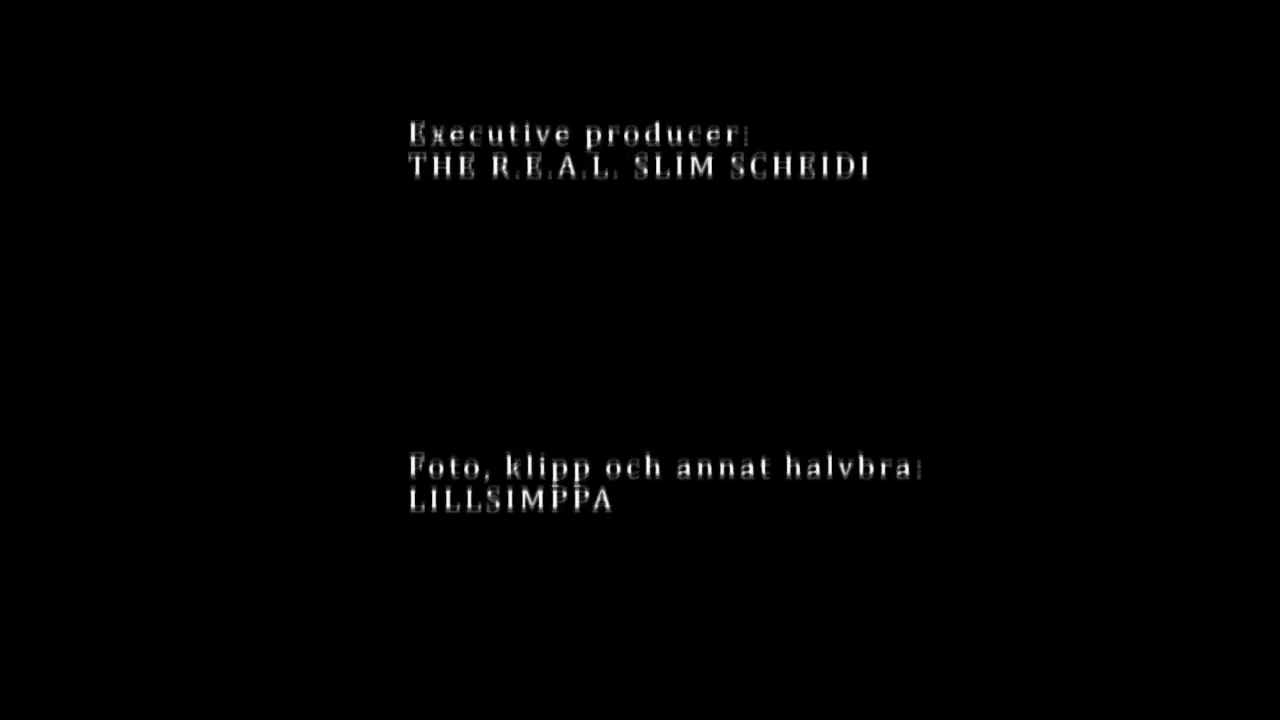 Executive producer:
THE R.E.A.L. SLIM SCHEIDI
Foto, klipp och annat halvbra:
LILLSIMPPA